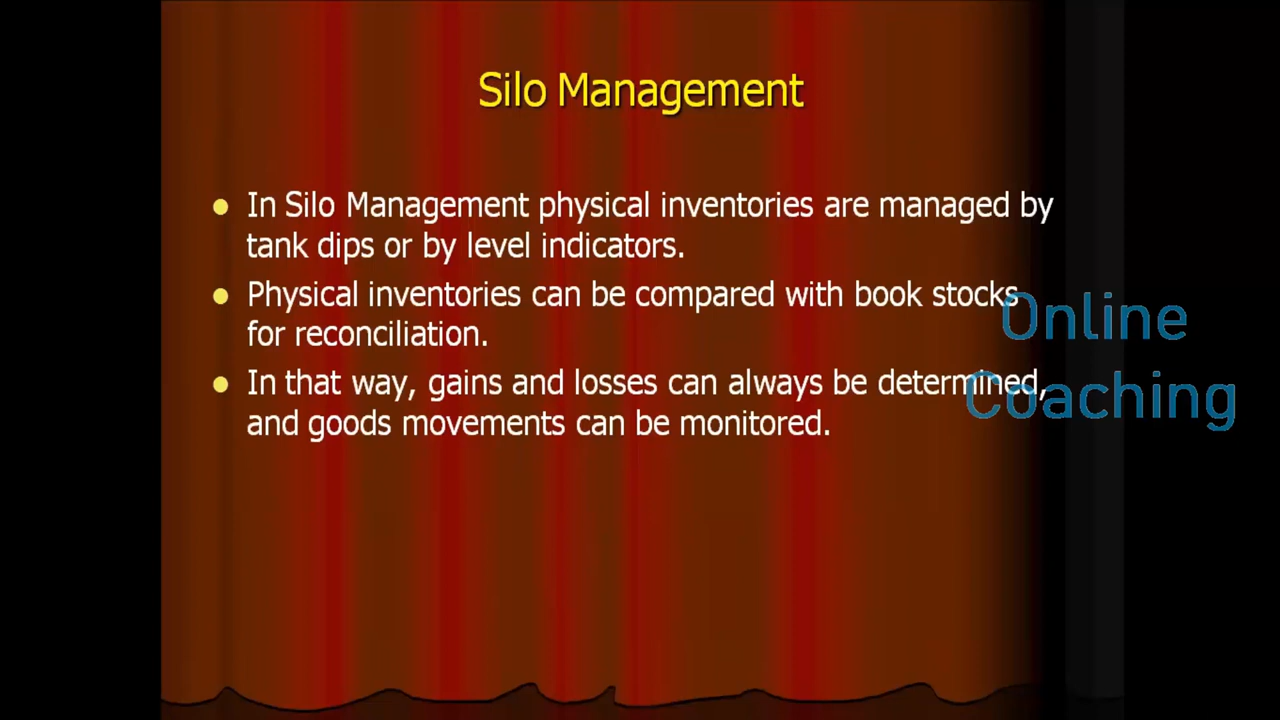 Silo Management
In Silo Management physical inventories are managed by
tank dips or by level indicators.
Physical inventories can be compared with book stocks
for reconciliation.
In that way, gains and losses can always be determined,
and goods movements can be monitored.
Online
Coaching